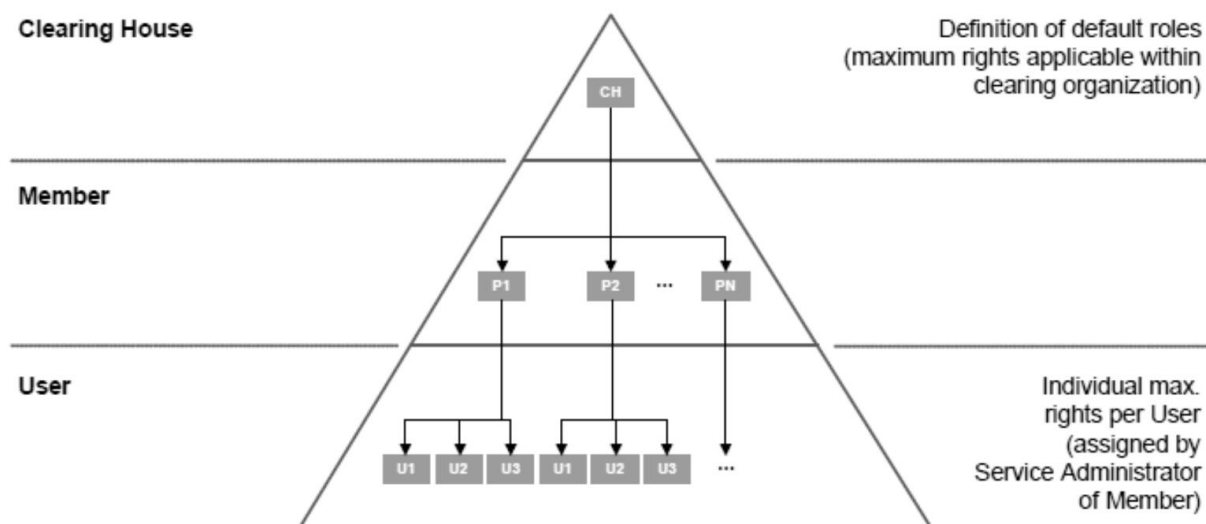 Clearing House
Definition of default roles
(maximum rights applicable within
clearing organization)
CH
Member
P1 P2 ... PN
User
Individual max.
rights per User
(assigned by
Service Administrator
of Member)
U1 U2 U3 U1 U2 U3 ...